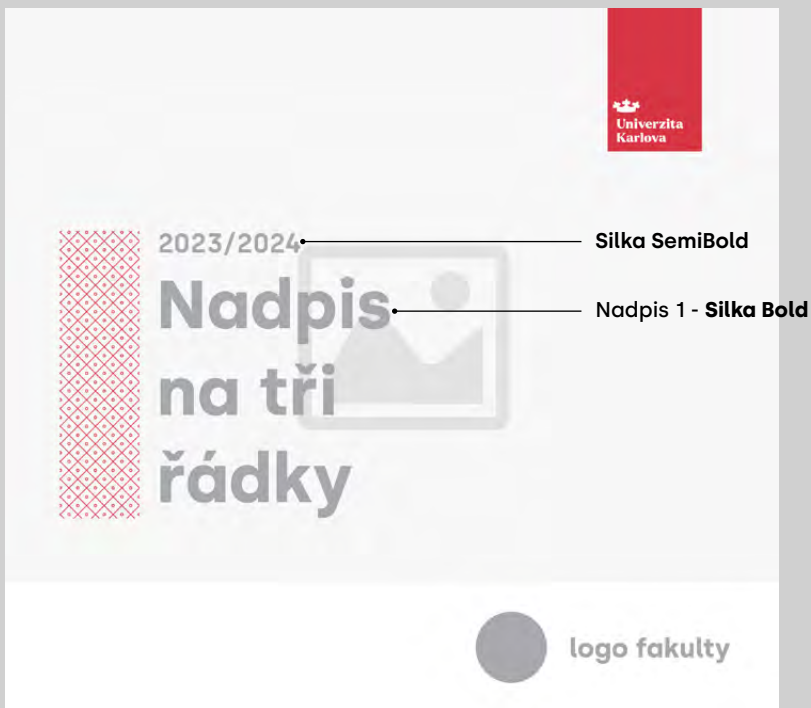 Univerzita
Karlova
2023/2024
Silka SemiBold
Nadpis
Nadpis 1 - Silka Bold
na tři
řádky
logo fakulty